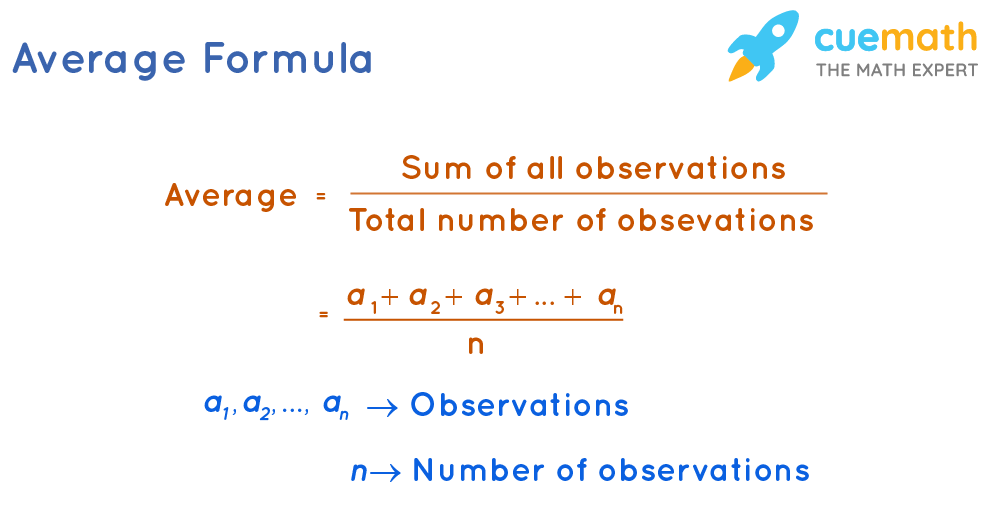 Average Formula
cuemath
THE MATH EXPERT
Average = Sum of all observations
Total number of obsevations
= a₁ + a₂ + a₃ + ... + aₙ
n
a₁, a₂, ..., aₙ → Observations
n → Number of observations